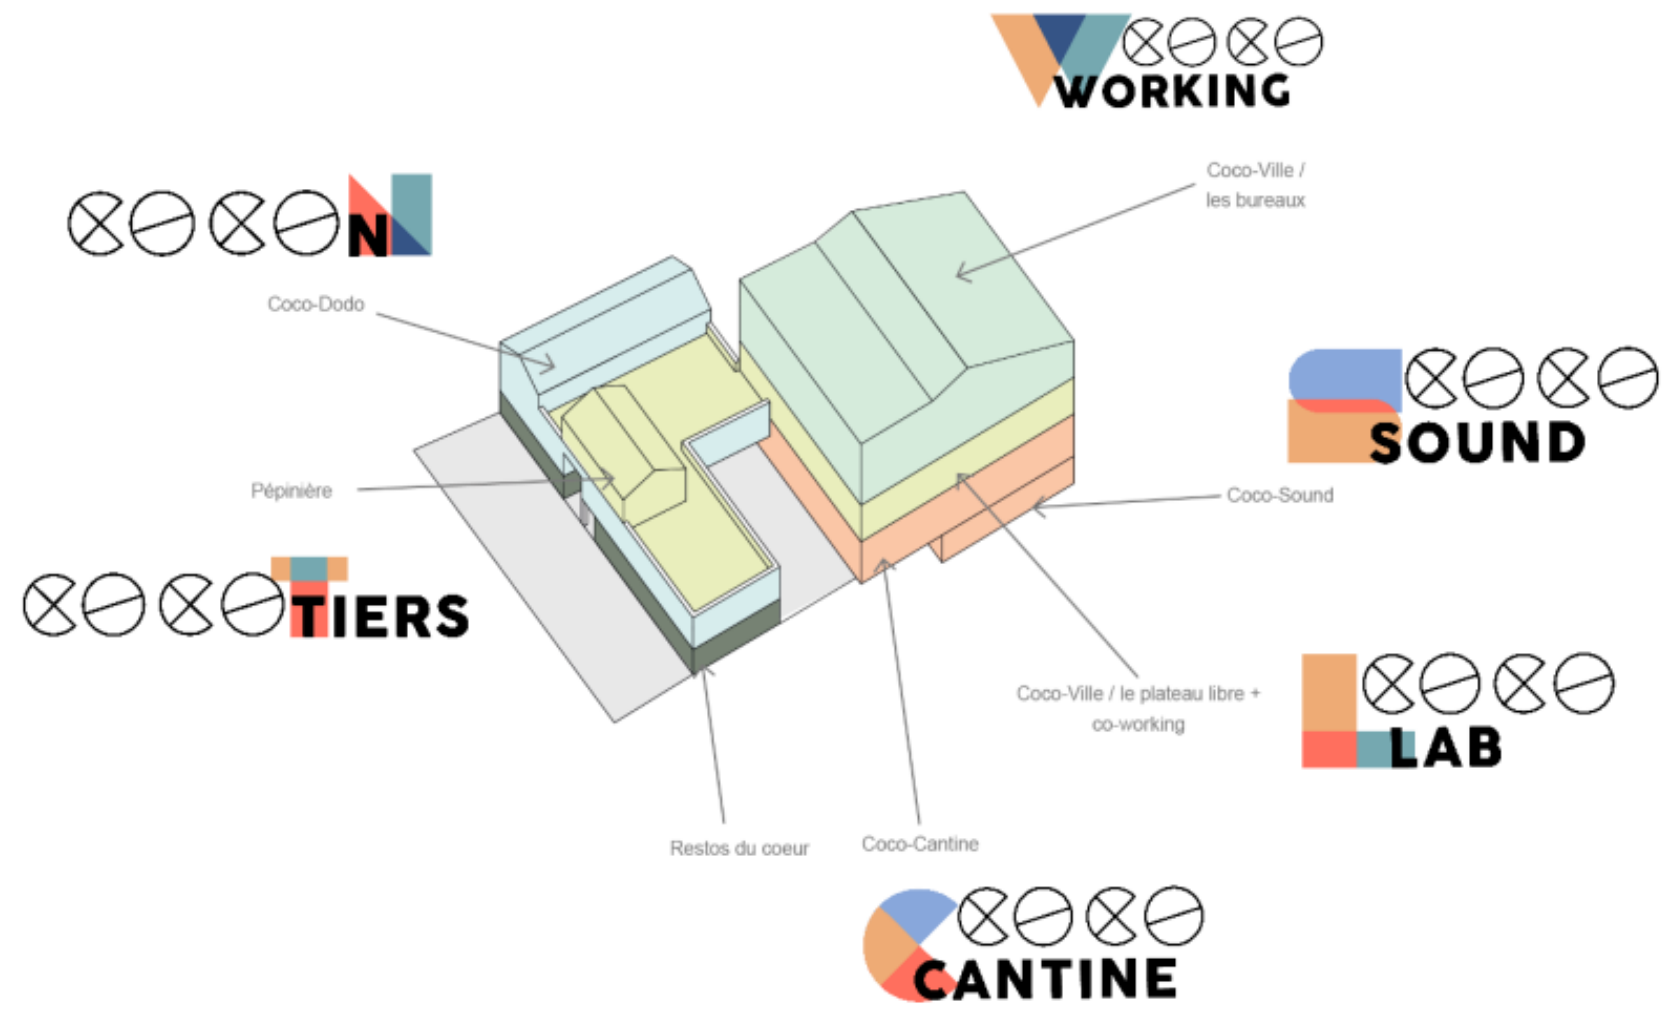 COCO
WORKING
Coco-Ville /
les bureaux
COCON
Coco-Dodo
COCO
SOUND
Pépinière
Coco-Sound
COCOTIERS
COCO
LAB
Coco-Ville / le plateau libre +
co-working
Restos du coeur
Coco-Cantine
COCO
CANTINE